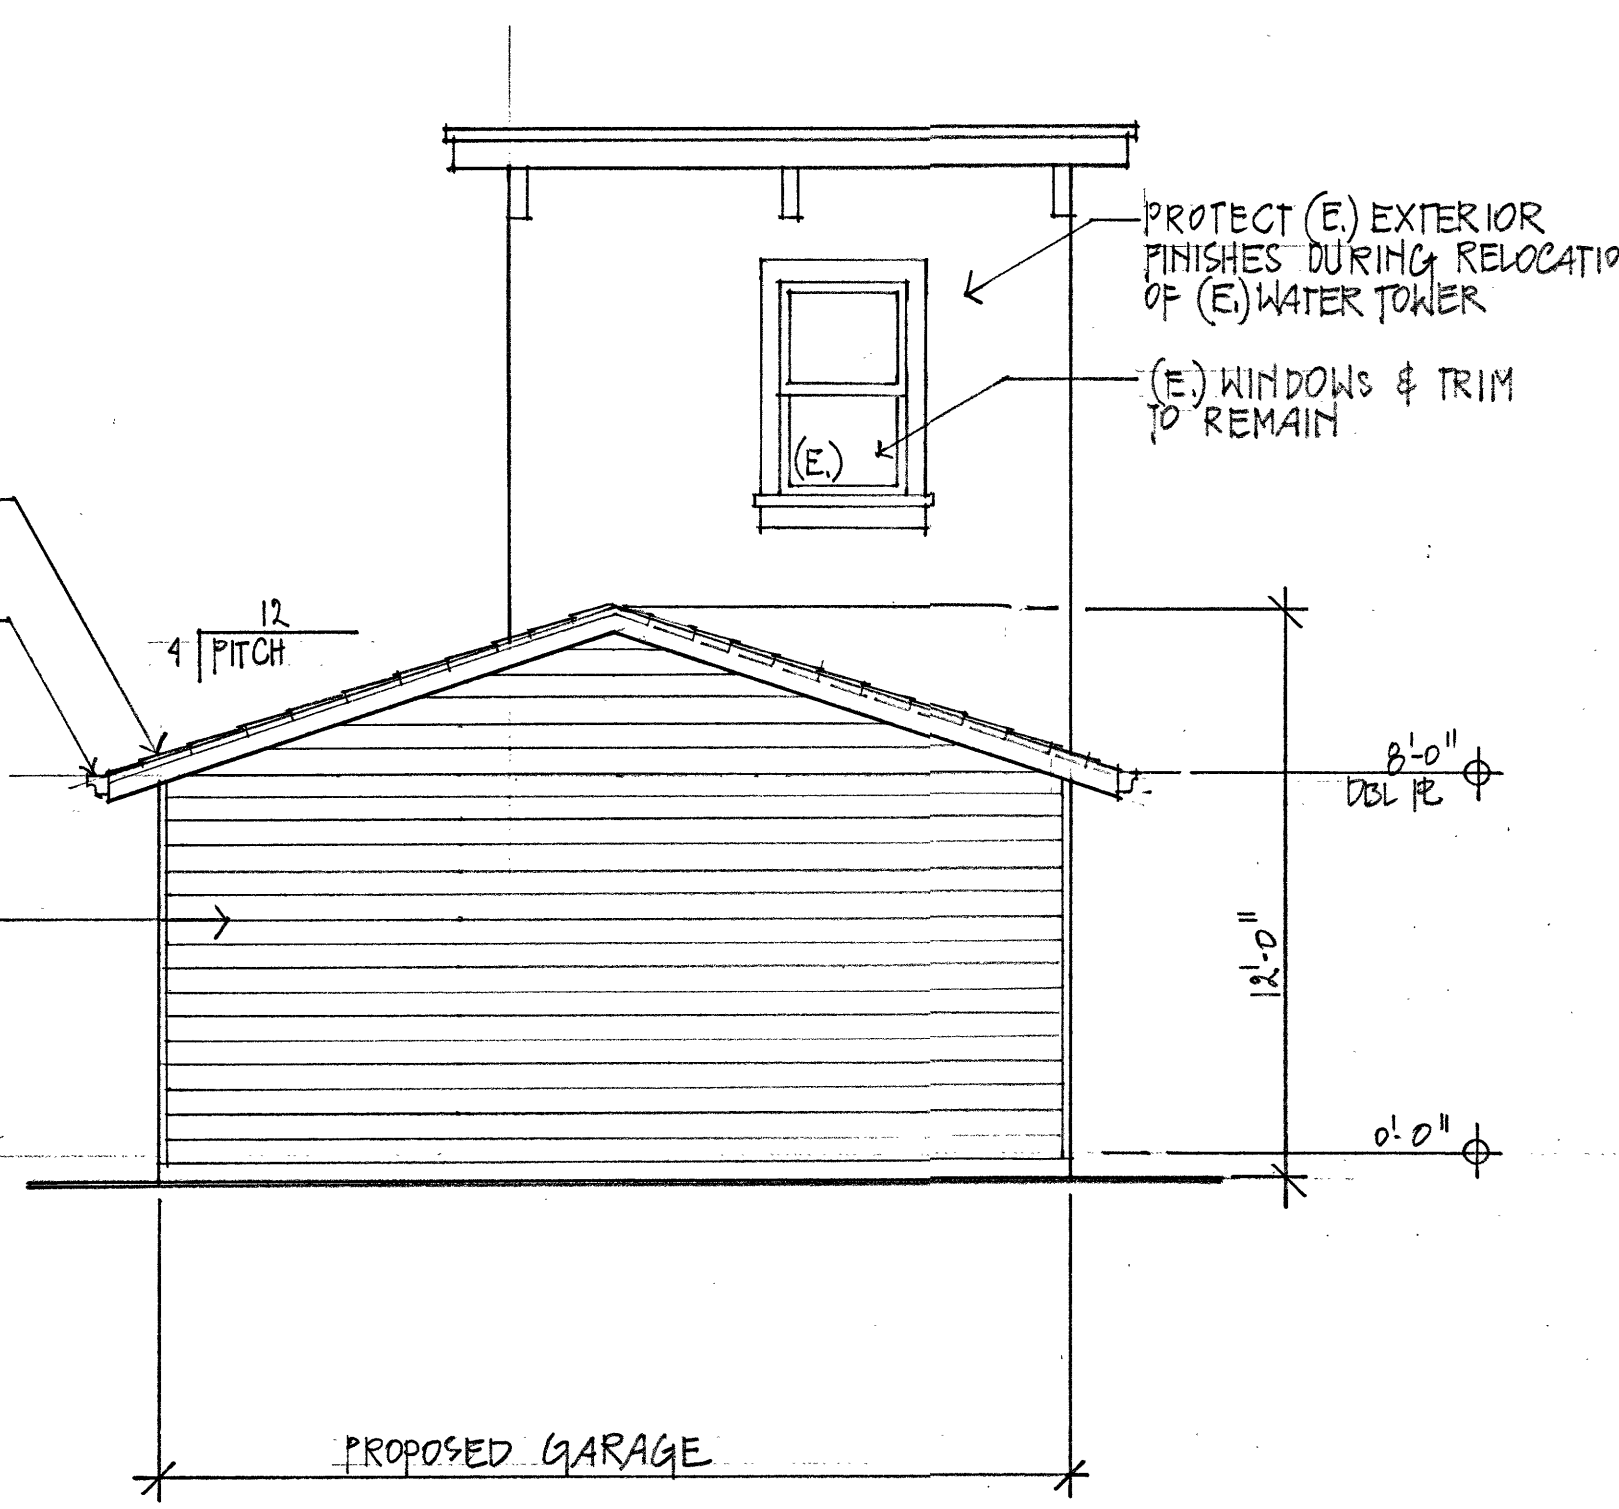 PROTECT (E.) EXTERIOR
FINISHES DURING RELOCATIO
OF (E.) WATER TOWER
(E.) WINDOWS & TRIM
TO REMAIN
(E.)
12
4 PITCH
8'-0"
DBL PL
12'-0"
0'-0"
PROPOSED GARAGE